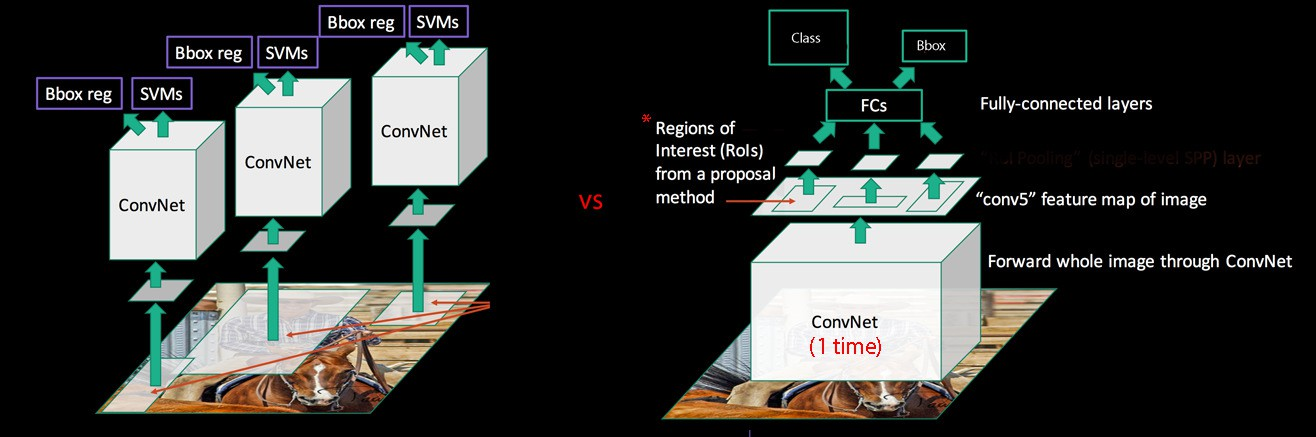 Bbox reg
SVMs
Bbox reg
SVMs
Bbox reg
SVMs
ConvNet
ConvNet
ConvNet
vs
Class
Bbox
FCs
Fully-connected layers
* Regions of
Interest (RoIs)
from a proposal
method
Pooling" (single-level SPP) layer
“conv5” feature map of image
Forward whole image through ConvNet
ConvNet
(1 time)